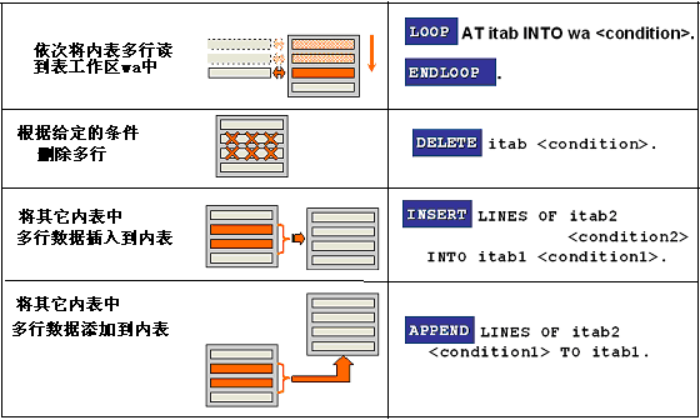 依次将内表多行读
到表工作区wa中
LOOP AT itab INTO wa <condition>.
ENDLOOP .
根据给定的条件
删除多行
DELETE itab <condition>.
将其它内表中
多行数据插入到内表
INSERT LINES OF itab2
<condition2>
INTO itab1 <condition1>.
将其它内表中
多行数据添加到内表
APPEND LINES OF itab2
<condition1> TO itab1.